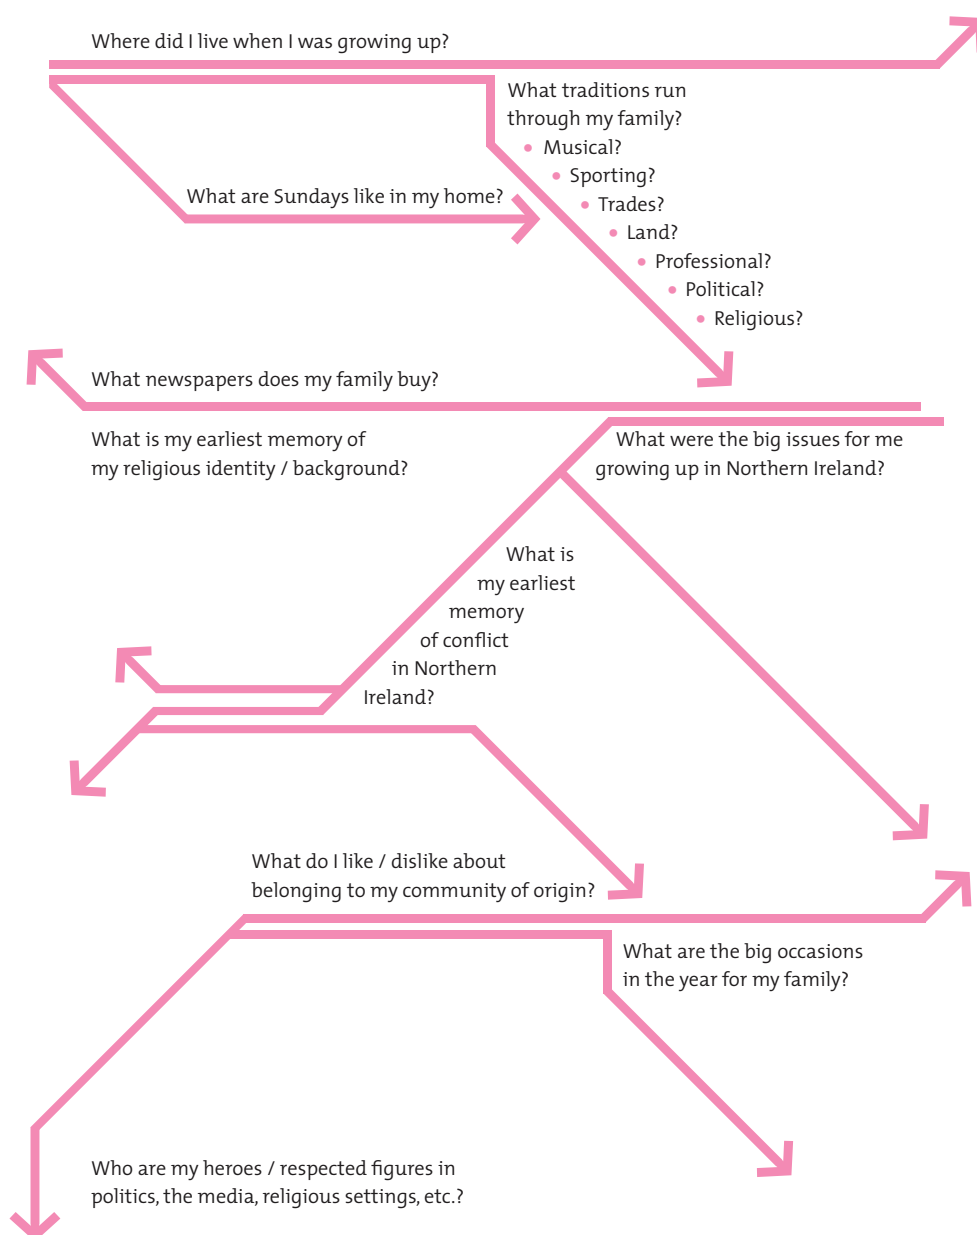 Where did I live when I was growing up?
What traditions run
through my family?
• Musical?
• Sporting?
• Trades?
• Land?
• Professional?
• Political?
• Religious?
What are Sundays like in my home?
What newspapers does my family buy?
What is my earliest memory of
my religious identity / background?
What were the big issues for me
growing up in Northern Ireland?
What is
my earliest
memory
of conflict
in Northern
Ireland?
What do I like / dislike about
belonging to my community of origin?
What are the big occasions
in the year for my family?
Who are my heroes / respected figures in
politics, the media, religious settings, etc.?